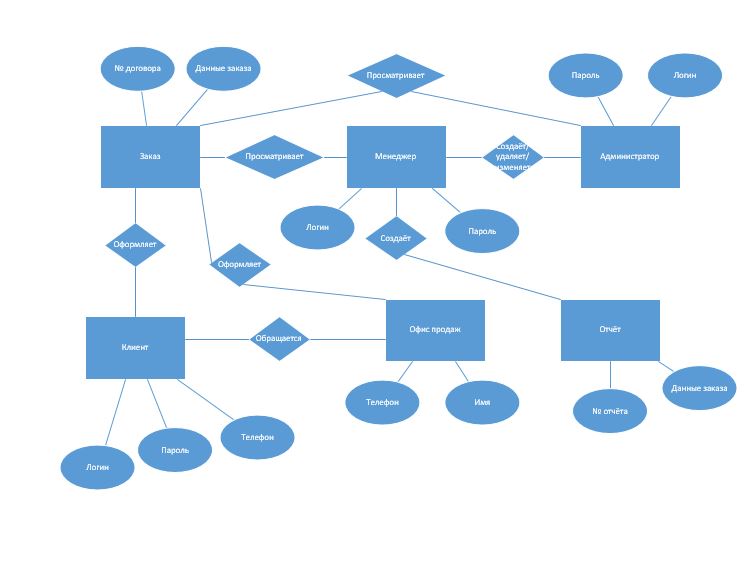 № договора
Данные заказа
Просматривает
Пароль
Логин
Заказ
Просматривает
Менеджер
создаёт/
удаляет/
изменяет
Администратор
Логин
Создаёт
Пароль
Оформляет
Оформляет
Клиент
Обращается
Офис продаж
Отчёт
Телефон
Имя
Данные заказа
№ отчёта
Логин
Пароль
Телефон